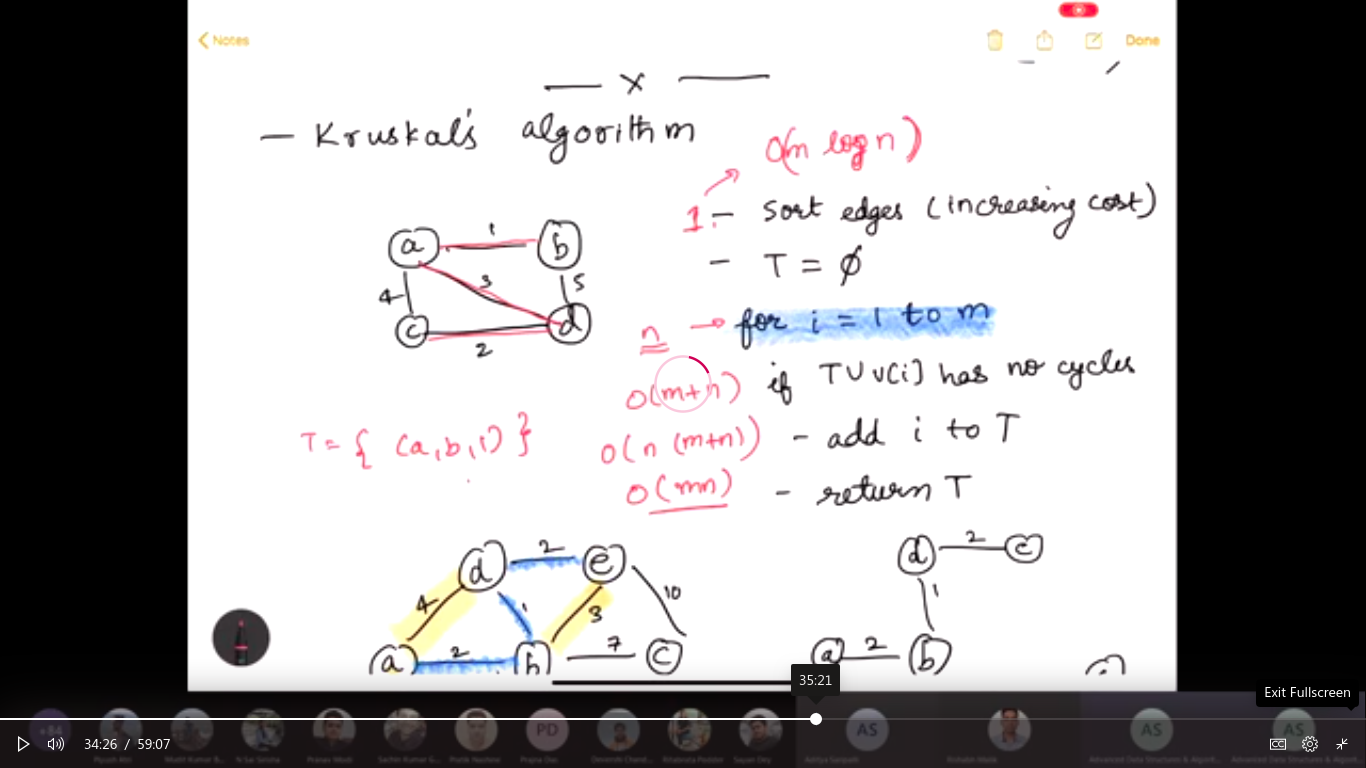 Notes
Done
— x —
- Kruskal's algorithm
O(m log n)
1. - sort edges (increasing cost)
- T = ∅
n → for i = 1 to m
O(m+n) if T ∪ v[i] has no cycles
O(n (m+n)) - add i to T
O(mn) - return T
a 1 b
4 3 5
c 2 d
T = { (a,b,1) }
d 2 e
4 1 3 10
a 2 b 7 c
d 2 c
1
a 2 b
35:21
Exit Fullscreen
PD
AS
AS
AS
34:26 / 59:07
CC